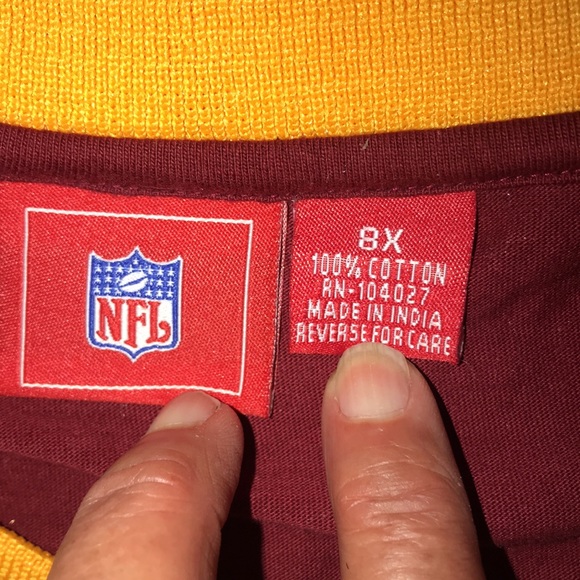 NFL
8X
100% COTTON
RN-104027
MADE IN INDIA
REVERSE FOR CARE